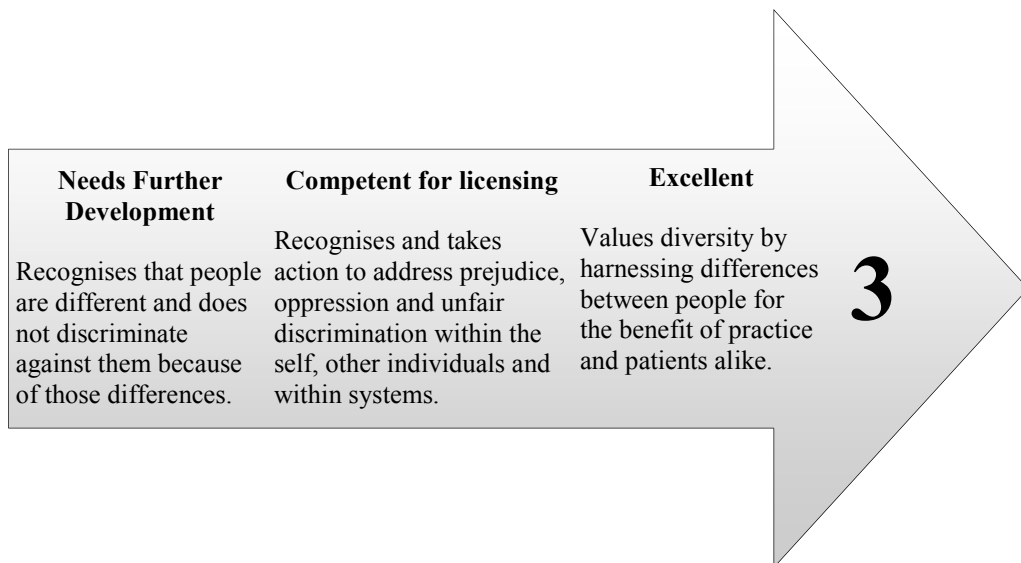 Needs Further
Development
Recognises that people
are different and does
not discriminate
against them because
of those differences.
Competent for licensing
Recognises and takes
action to address prejudice,
oppression and unfair
discrimination within the
self, other individuals and
within systems.
Excellent
Values diversity by
harnessing differences
between people for
the benefit of practice
and patients alike.
3